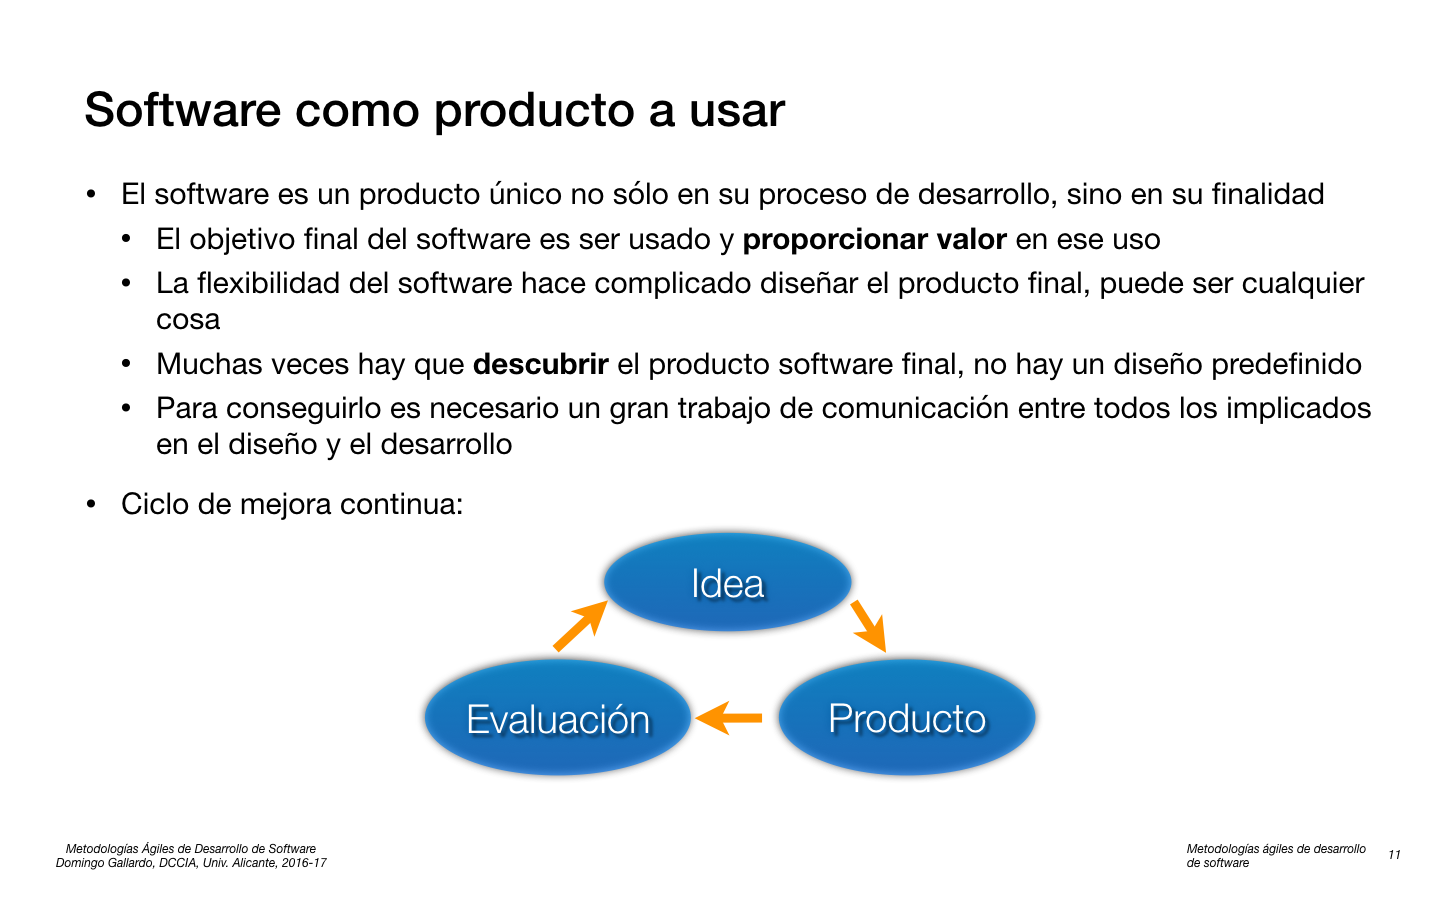 Software como producto a usar
• El software es un producto único no sólo en su proceso de desarrollo, sino en su finalidad
• El objetivo final del software es ser usado y proporcionar valor en ese uso
• La flexibilidad del software hace complicado diseñar el producto final, puede ser cualquier
cosa
• Muchas veces hay que descubrir el producto software final, no hay un diseño predefinido
• Para conseguirlo es necesario un gran trabajo de comunicación entre todos los implicados
en el diseño y el desarrollo
• Ciclo de mejora continua:
Idea
Evaluación
Producto
Metodologías Ágiles de Desarrollo de Software
Domingo Gallardo, DCCIA, Univ. Alicante, 2016-17
Metodologías ágiles de desarrollo
de software
11